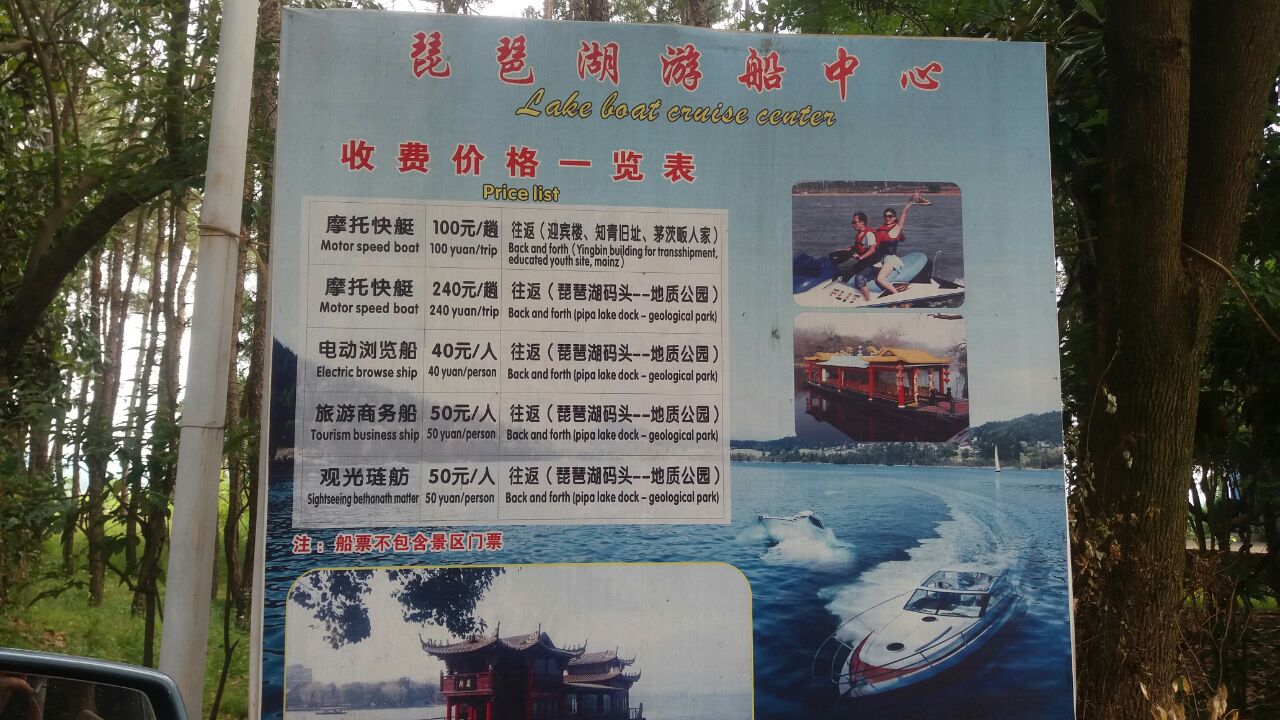 琵琶湖游船中心
Lake boat cruise center
收费价格一览表
Price list
摩托快艇 100元/趟 往返（迎宾楼、知青旧址、茅茨畈人家）
Motor speed boat 100 yuan/trip Back and forth (Yingbin building for transshipment,
educated youth site, mainz)
摩托快艇 240元/趟 往返（琵琶湖码头--地质公园）
Motor speed boat 240 yuan/trip Back and forth (pipa lake dock – geological park)
电动浏览船 40元/人 往返（琵琶湖码头--地质公园）
Electric browse ship 40 yuan/person Back and forth (pipa lake dock – geological park)
旅游商务船 50元/人 往返（琵琶湖码头--地质公园）
Tourism business ship 50 yuan/person Back and forth (pipa lake dock – geological park)
观光琏舫 50元/人 往返（琵琶湖码头--地质公园）
Sightseeing bethanath matter 50 yuan/person Back and forth (pipa lake dock – geological park)
注：船票不包含景区门票